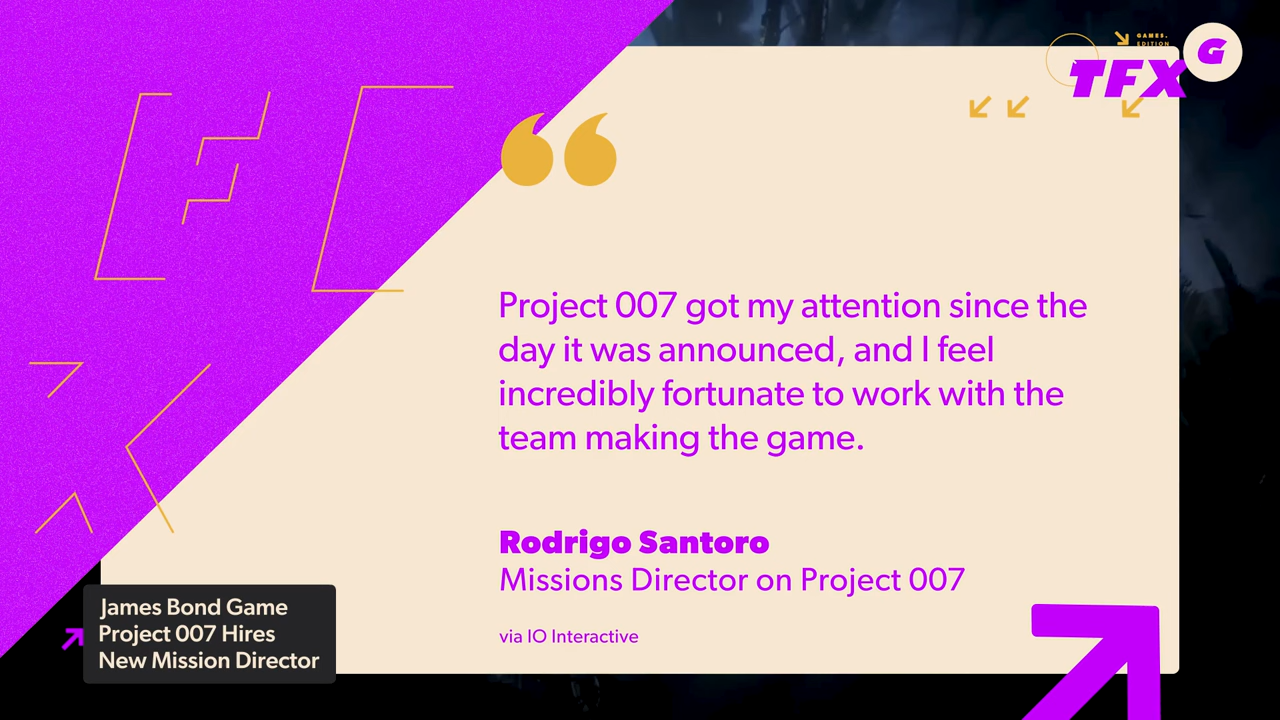 GAMES.
EDITION
TFX
G
“
Project 007 got my attention since the
day it was announced, and I feel
incredibly fortunate to work with the
team making the game.
Rodrigo Santoro
Missions Director on Project 007
via IO Interactive
James Bond Game
Project 007 Hires
New Mission Director